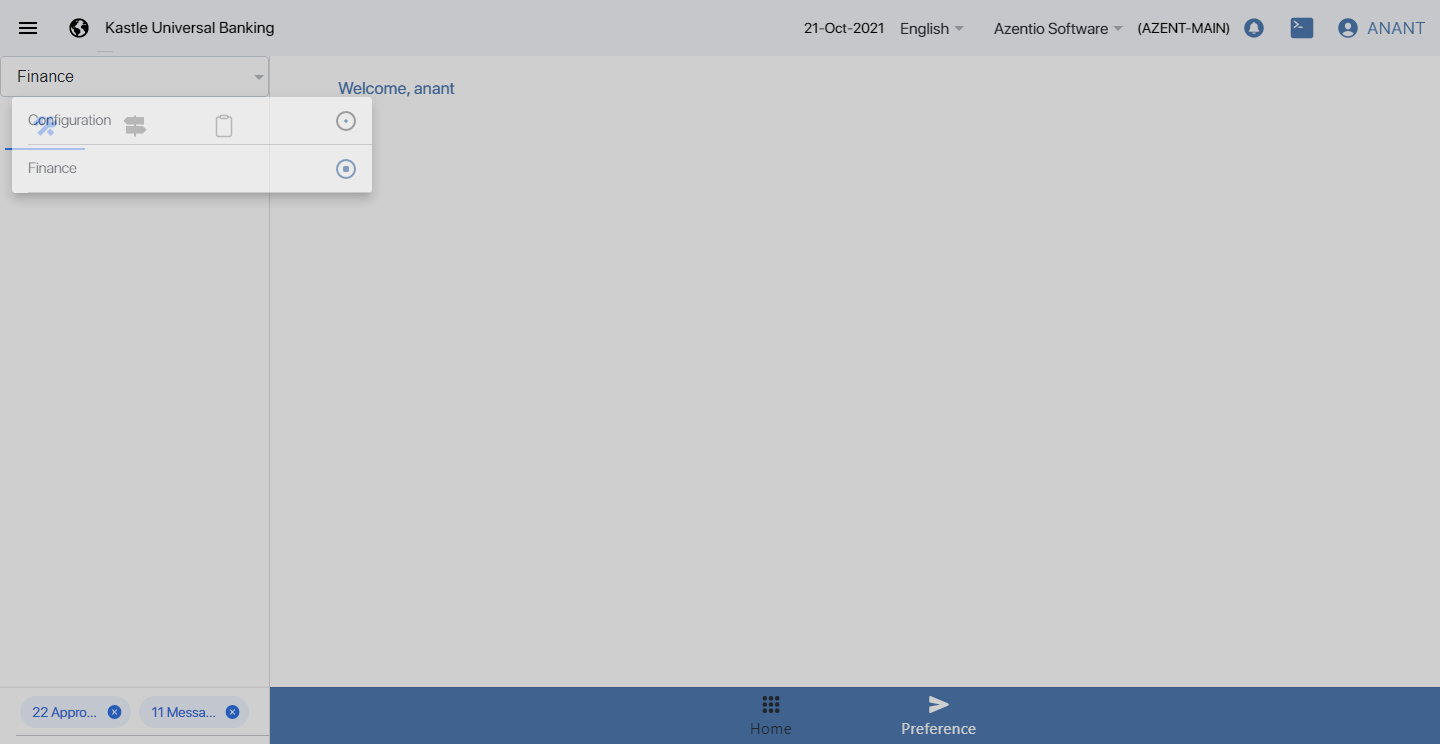 Kastle Universal Banking
21-Oct-2021 English Azentio Software (AZENT-MAIN) ANANT
Finance
Welcome, anant
Configuration
Finance
22 Appro... 11 Messa...
Home Preference